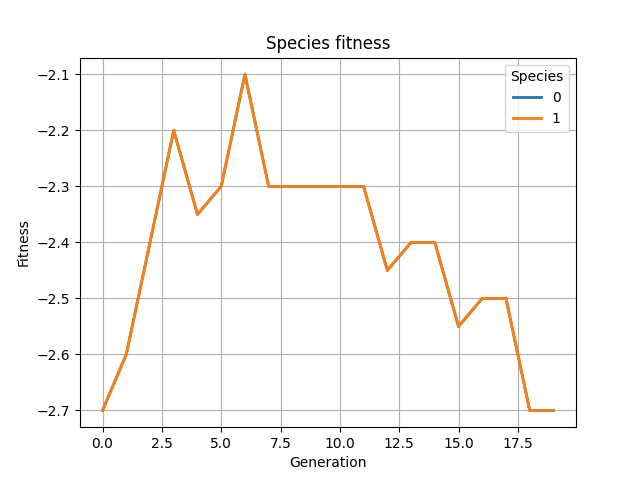 Species fitness
Species
0
1
Fitness
−2.1
−2.2
−2.3
−2.4
−2.5
−2.6
−2.7
0.0 2.5 5.0 7.5 10.0 12.5 15.0 17.5
Generation